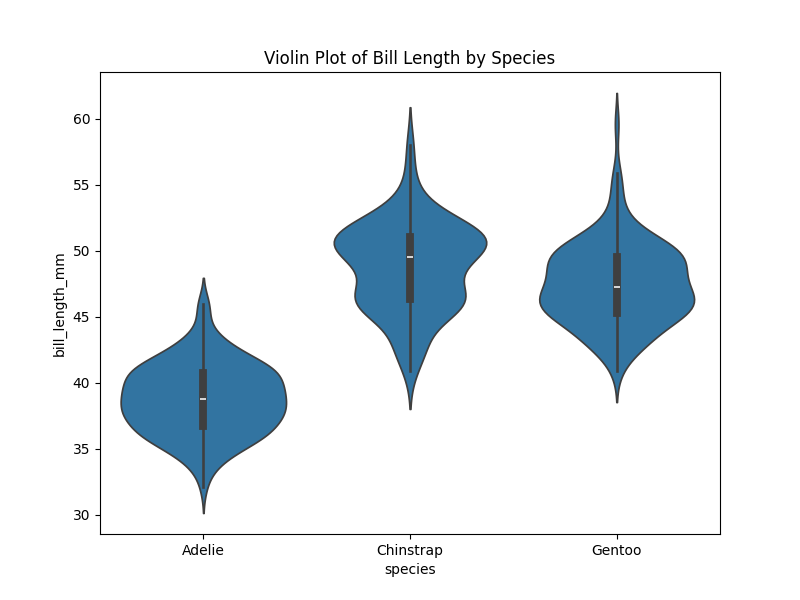 Violin Plot of Bill Length by Species
bill_length_mm
60
55
50
45
40
35
30
Adelie
Chinstrap
Gentoo
species